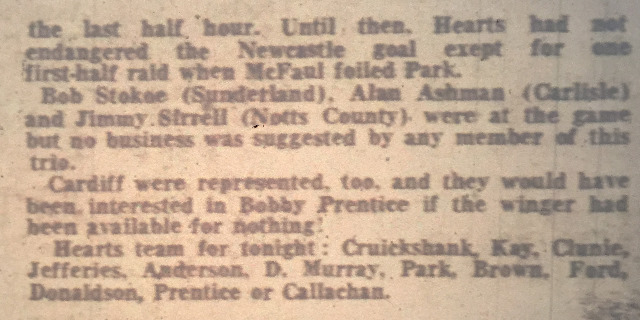 the last half hour. Until then, Hearts had not
endangered the Newcastle goal exept for one
first-half raid when McFaul foiled Park.
Bob Stokoe (Sunderland), Alan Ashman (Carlisle)
and Jimmy Sirrell (Notts County) were at the game
but no business was suggested by any member of this
trio.
Cardiff were represented, too, and they would have
been interested in Bobby Prentice if the winger had
been available for nothing.
Hearts team for tonight: Cruickshank, Kay, Clunie,
Jefferies, Anderson, D. Murray, Park, Brown, Ford,
Donaldson, Prentice or Callachan.